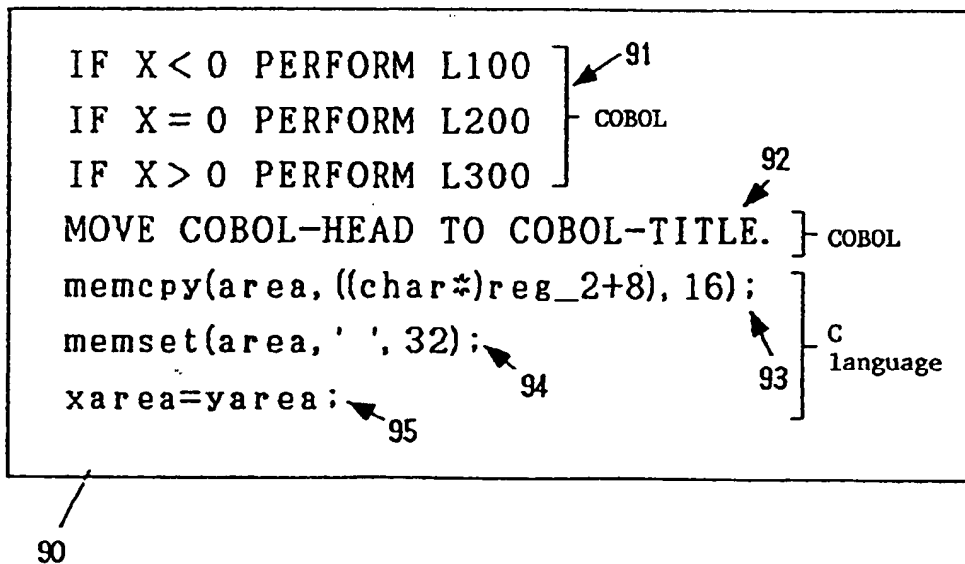 IF X < 0 PERFORM L100
91
IF X = 0 PERFORM L200
COBOL
IF X > 0 PERFORM L300
92
MOVE COBOL-HEAD TO COBOL-TITLE.
COBOL
memcpy(area, ((char*)reg_2+8), 16);
C
language
memset(area, ' ', 32);
93
94
xarea=yarea;
95
90